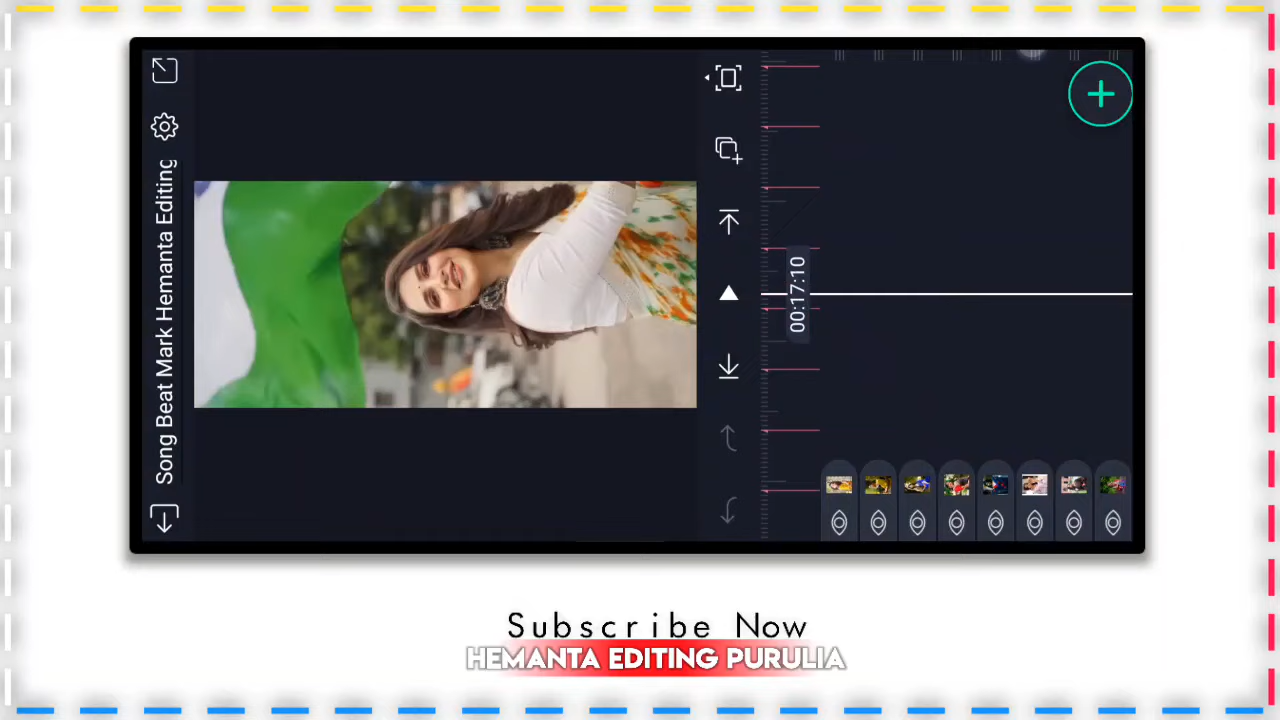 Song Beat Mark Hemanta Editing
00:17:10
Subscribe Now
HEMANTA EDITING PURULIA